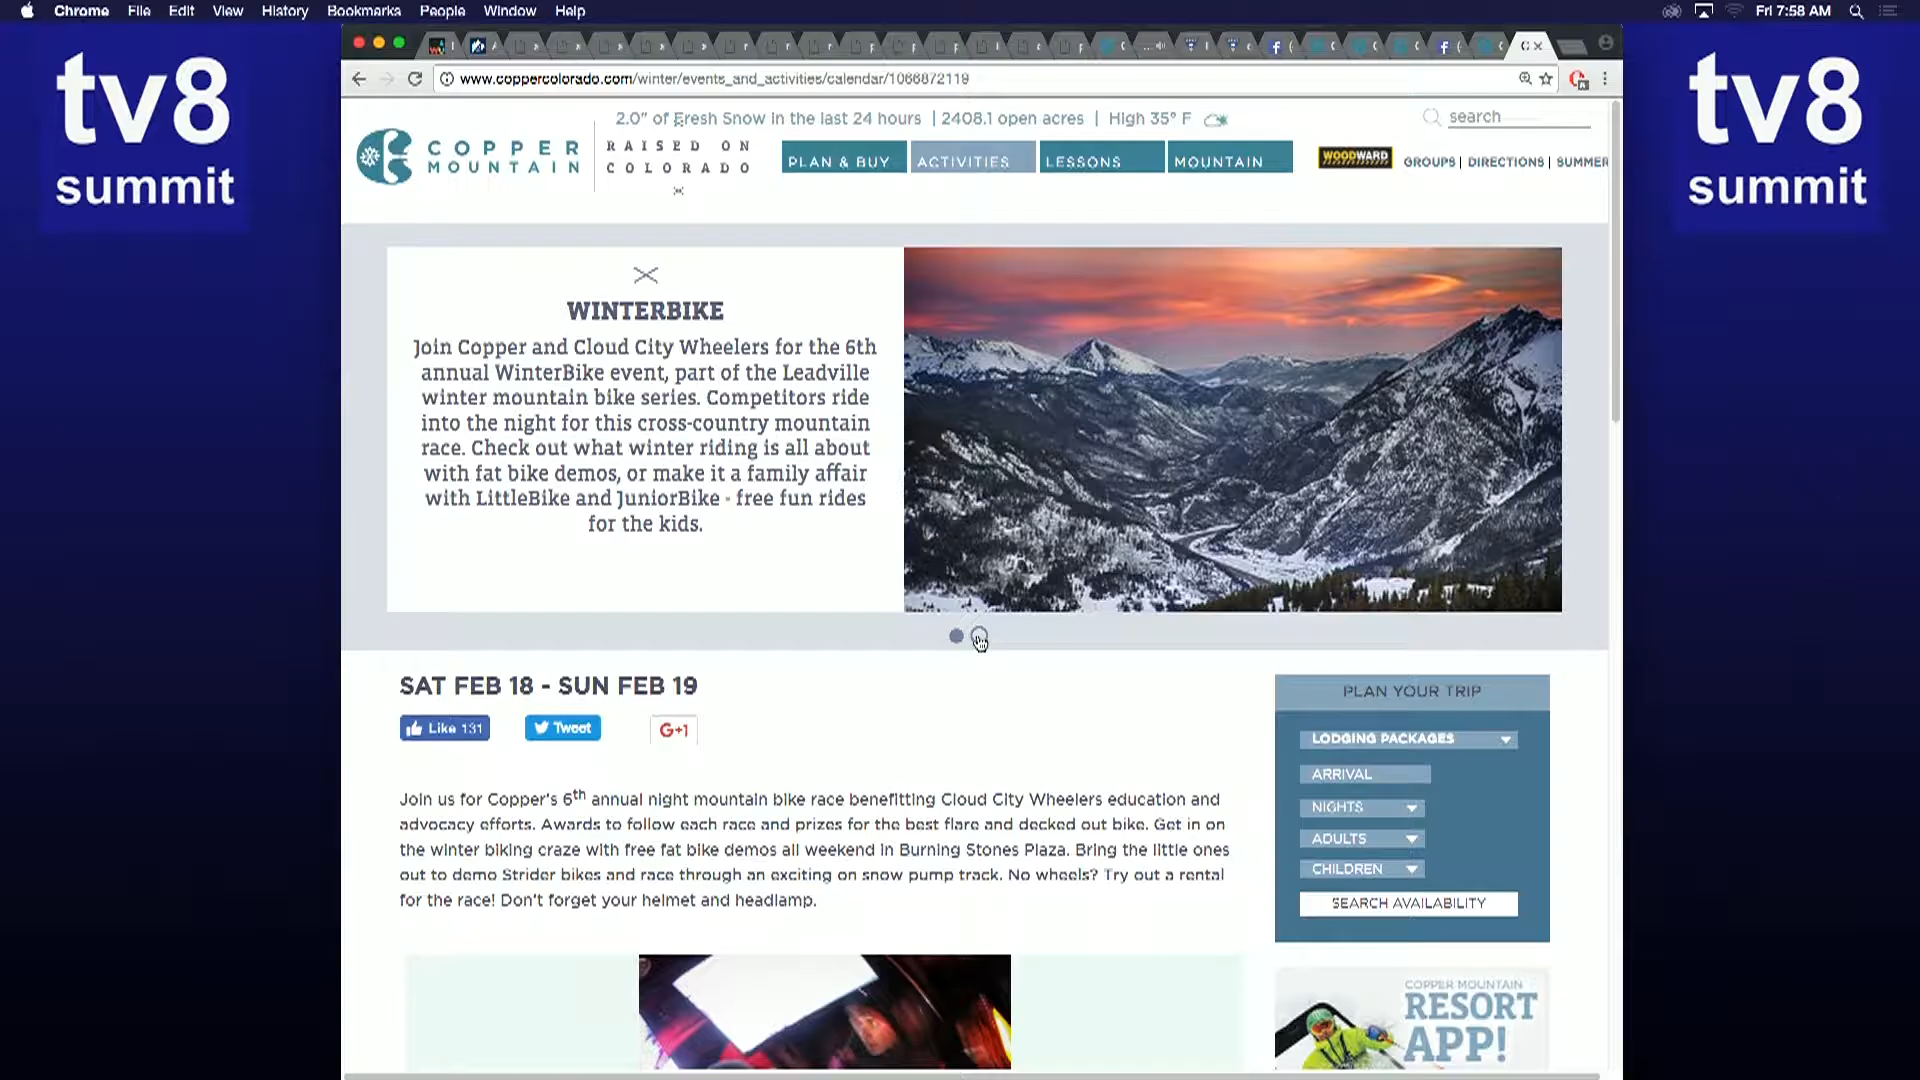 Chrome File Edit View History Bookmarks People Window Help
Fri 7:58 AM
tv8
summit
tv8
summit
www.coppercolorado.com/winter/events_and_activities/calendar/1066872119
2.0" of Fresh Snow in the last 24 hours | 2408.1 open acres | High 35° F
search
COPPER
MOUNTAIN
RAISED ON
COLORADO
PLAN & BUY
ACTIVITIES
LESSONS
MOUNTAIN
WOODWARD
GROUPS | DIRECTIONS | SUMMER
WINTERBIKE
Join Copper and Cloud City Wheelers for the 6th
annual WinterBike event, part of the Leadville
winter mountain bike series. Competitors ride
into the night for this cross-country mountain
race. Check out what winter riding is all about
with fat bike demos, or make it a family affair
with LittleBike and JuniorBike - free fun rides
for the kids.
SAT FEB 18 - SUN FEB 19
Like 131
Tweet
G+1
Join us for Copper's 6th annual night mountain bike race benefitting Cloud City Wheelers education and
advocacy efforts. Awards to follow each race and prizes for the best flare and decked out bike. Get in on
the winter biking craze with free fat bike demos all weekend in Burning Stones Plaza. Bring the little ones
out to demo Strider bikes and race through an exciting on snow pump track. No wheels? Try out a rental
for the race! Don't forget your helmet and headlamp.
PLAN YOUR TRIP
LODGING PACKAGES
ARRIVAL
NIGHTS
ADULTS
CHILDREN
SEARCH AVAILABILITY
COPPER MOUNTAIN
RESORT
APP!